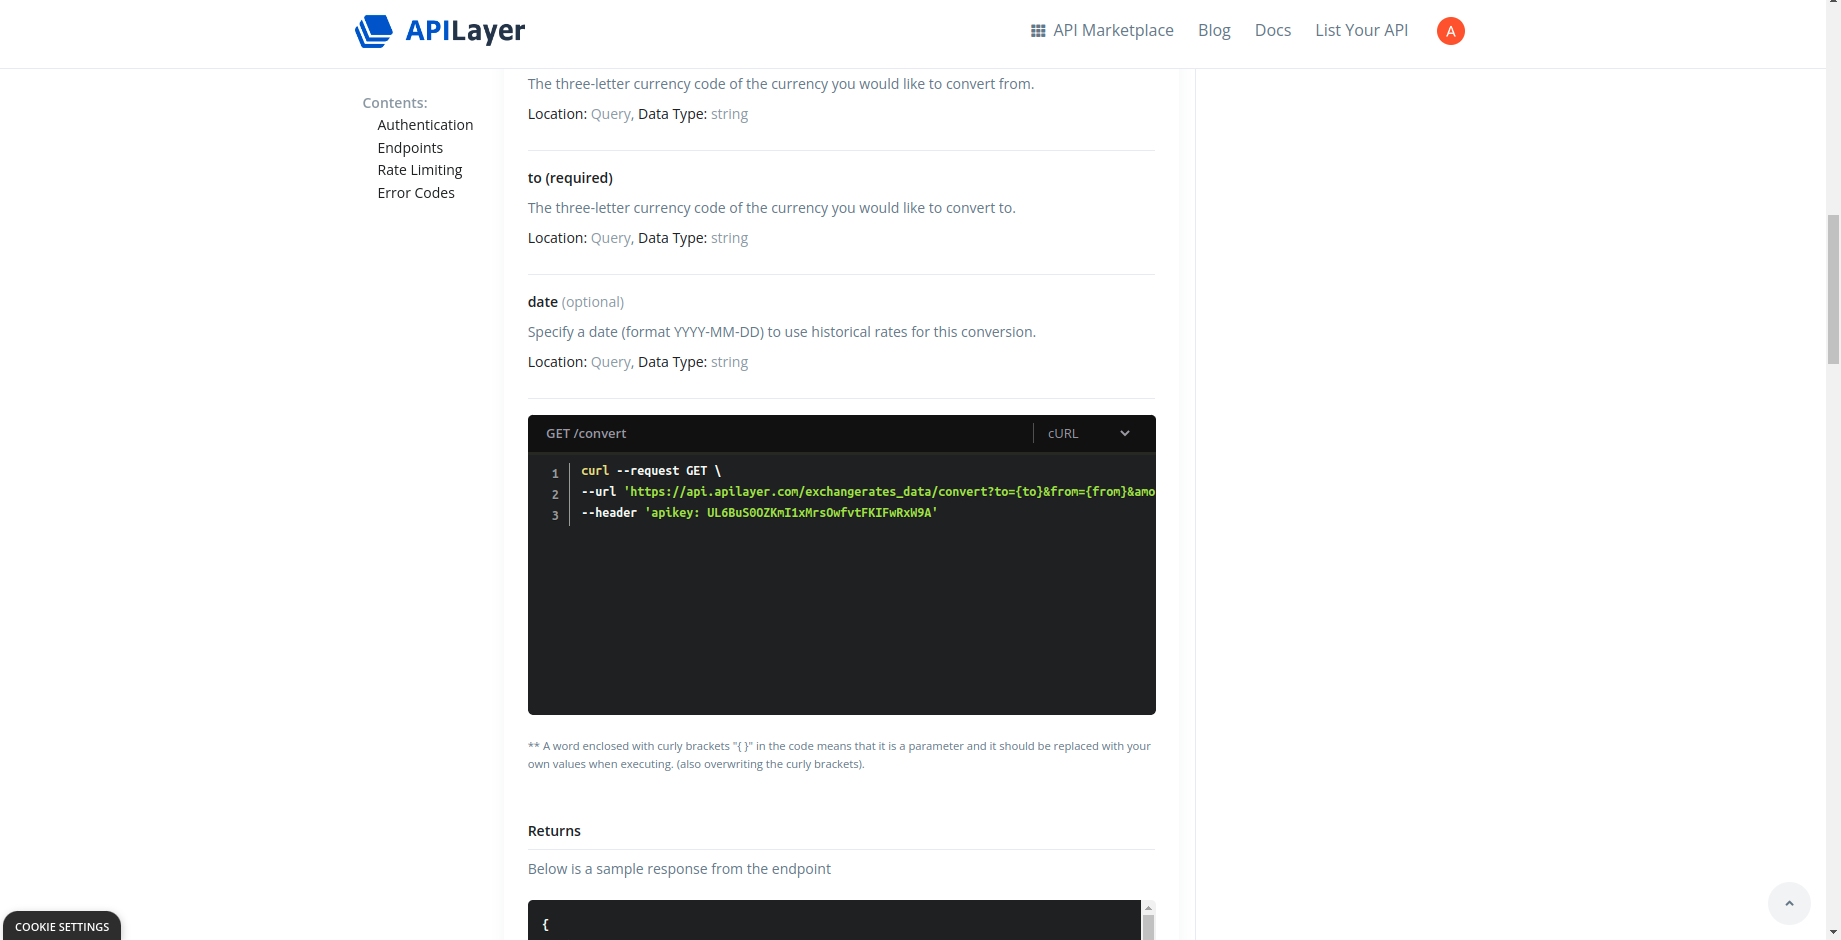 APILayer
API Marketplace
Blog
Docs
List Your API
A
Contents:
Authentication
Endpoints
Rate Limiting
Error Codes
The three-letter currency code of the currency you would like to convert from.
Location: Query, Data Type: string
to (required)
The three-letter currency code of the currency you would like to convert to.
Location: Query, Data Type: string
date (optional)
Specify a date (format YYYY-MM-DD) to use historical rates for this conversion.
Location: Query, Data Type: string
GET /convert
cURL
1 curl --request GET \
2 --url 'https://api.apilayer.com/exchangerates_data/convert?to={to}&from={from}&amo
3 --header 'apikey: UL6BuS0OZKmI1xMrsOwfvtFKIFwRxW9A'
** A word enclosed with curly brackets "{ }" in the code means that it is a parameter and it should be replaced with your
own values when executing. (also overwriting the curly brackets).
Returns
Below is a sample response from the endpoint
{
COOKIE SETTINGS